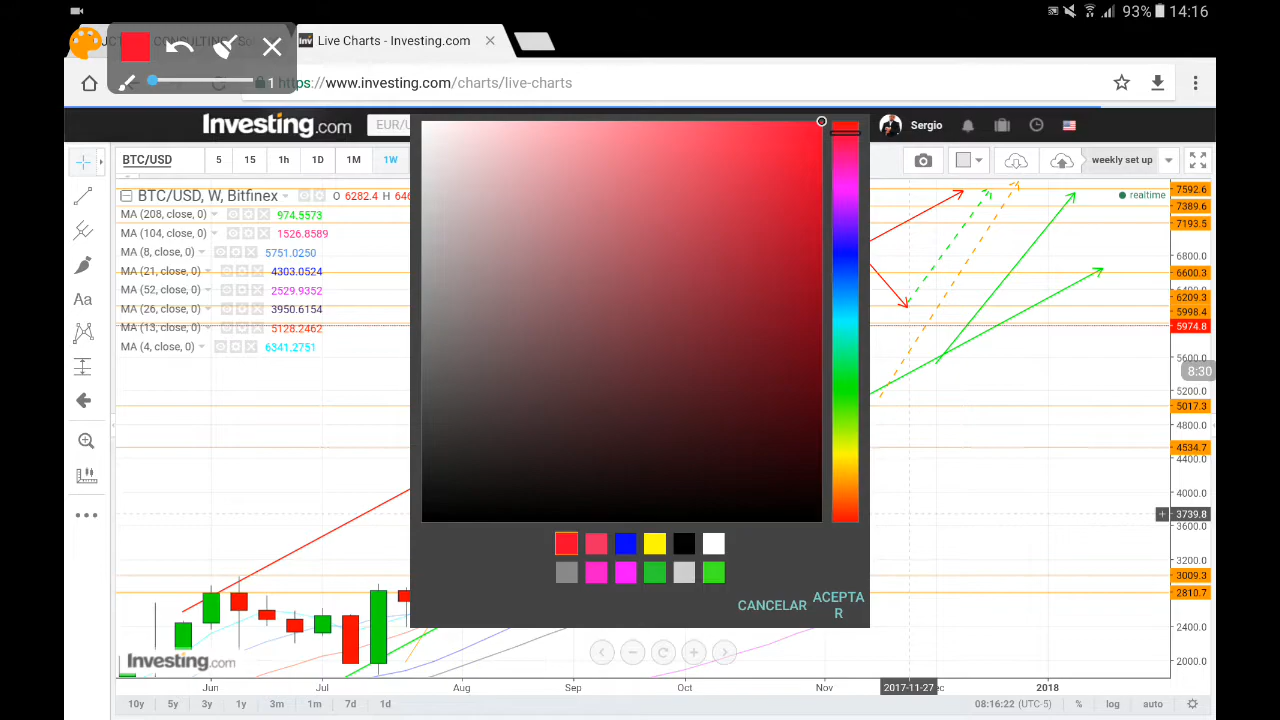 93% 14:16
UCT CONSULTING - So
Live Charts - Investing.com
1
https://www.investing.com/charts/live-charts
Investing.com
EUR/U
Sergio
BTC/USD 5 15 1h 1D 1M 1W
weekly set up
BTC/USD, W, Bitfinex O 6282.4 H
realtime
MA (208, close, 0) 974.5573
MA (104, close, 0) 1526.8589
MA (8, close, 0) 5751.0250
MA (21, close, 0) 4303.0524
MA (52, close, 0) 2529.9352
MA (26, close, 0) 3950.6154
MA (13, close, 0) 5128.2462
MA (4, close, 0) 6341.2751
Aa
7592.6
7389.6
7193.5
6800.0
6600.3
6400.0
6209.3
5998.4
5974.8
5600.0
8:30
5200.0
5017.3
4800.0
4534.7
4400.0
4000.0
3739.8
3600.0
3200.0
3009.3
2810.7
2400.0
2000.0
CANCELAR
ACEPTA
R
Investing.com
Jun Jul Aug Sep Oct Nov 2017-11-27 2018
10y 5y 3y 1y 3m 1m 7d 1d
08:16:22 (UTC-5) % log auto